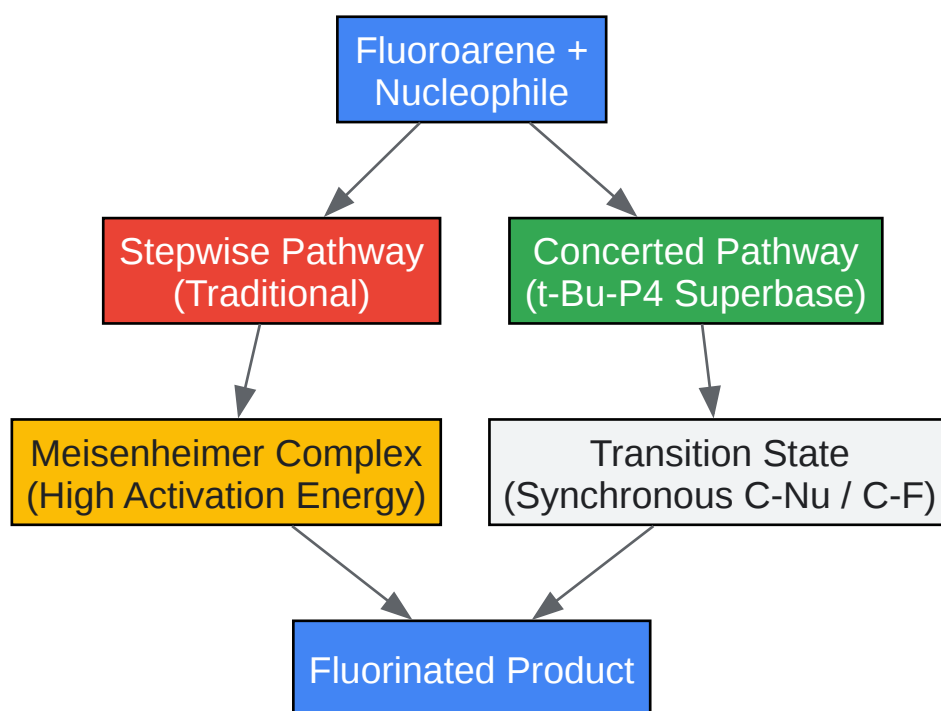 Fluoroarene +
Nucleophile
Stepwise Pathway
(Traditional)
Concerted Pathway
(t-Bu-P4 Superbase)
Meisenheimer Complex
(High Activation Energy)
Transition State
(Synchronous C-Nu / C-F)
Fluorinated Product